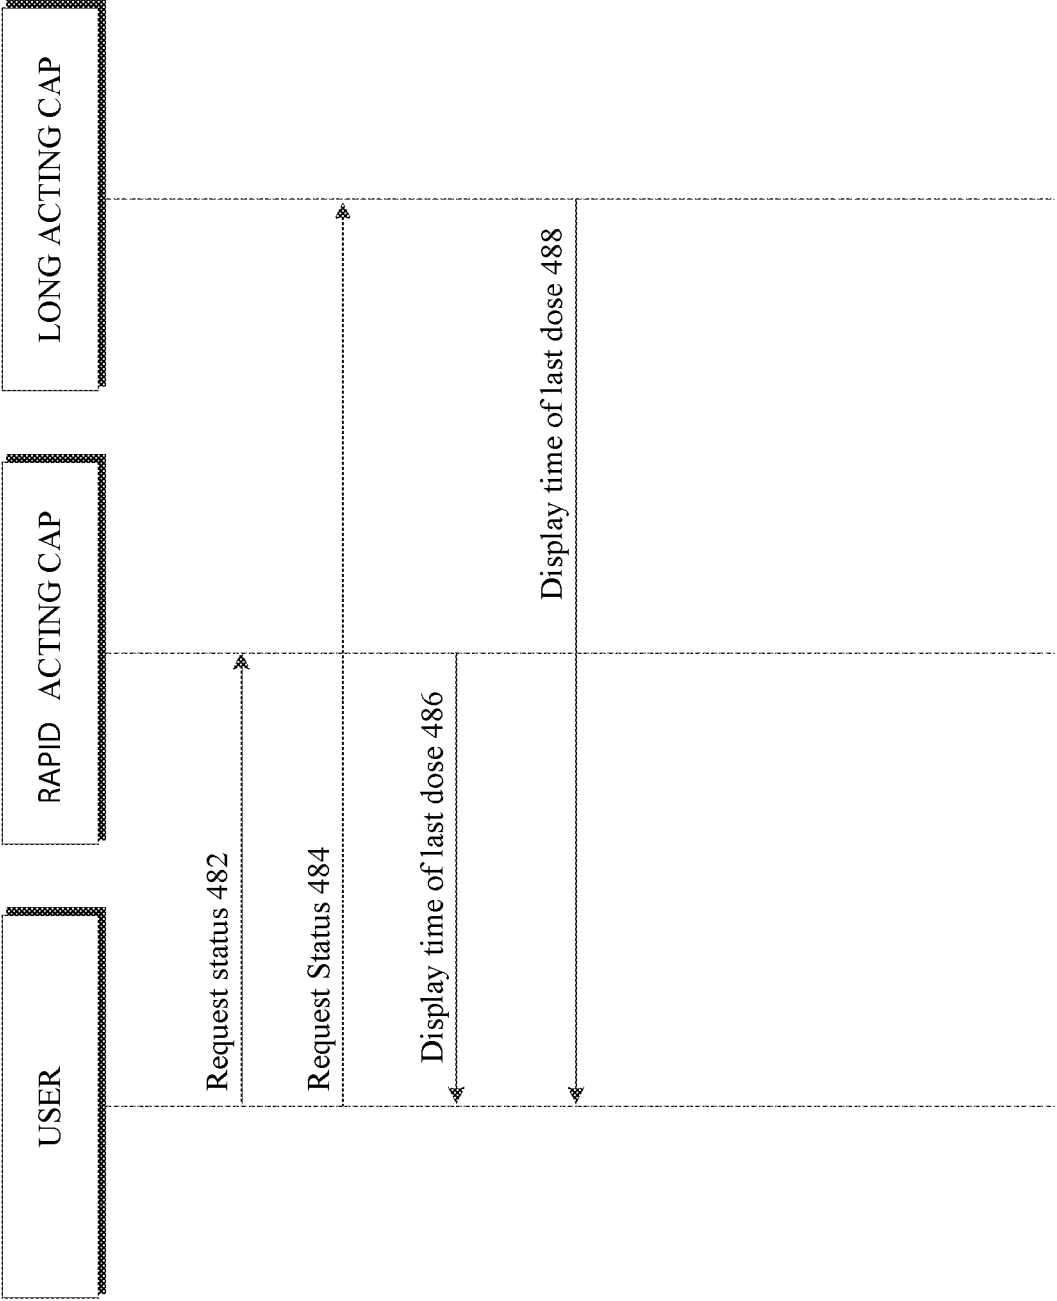 USER
RAPID ACTING CAP
LONG ACTING CAP
Request status 482
Request Status 484
Display time of last dose 486
Display time of last dose 488